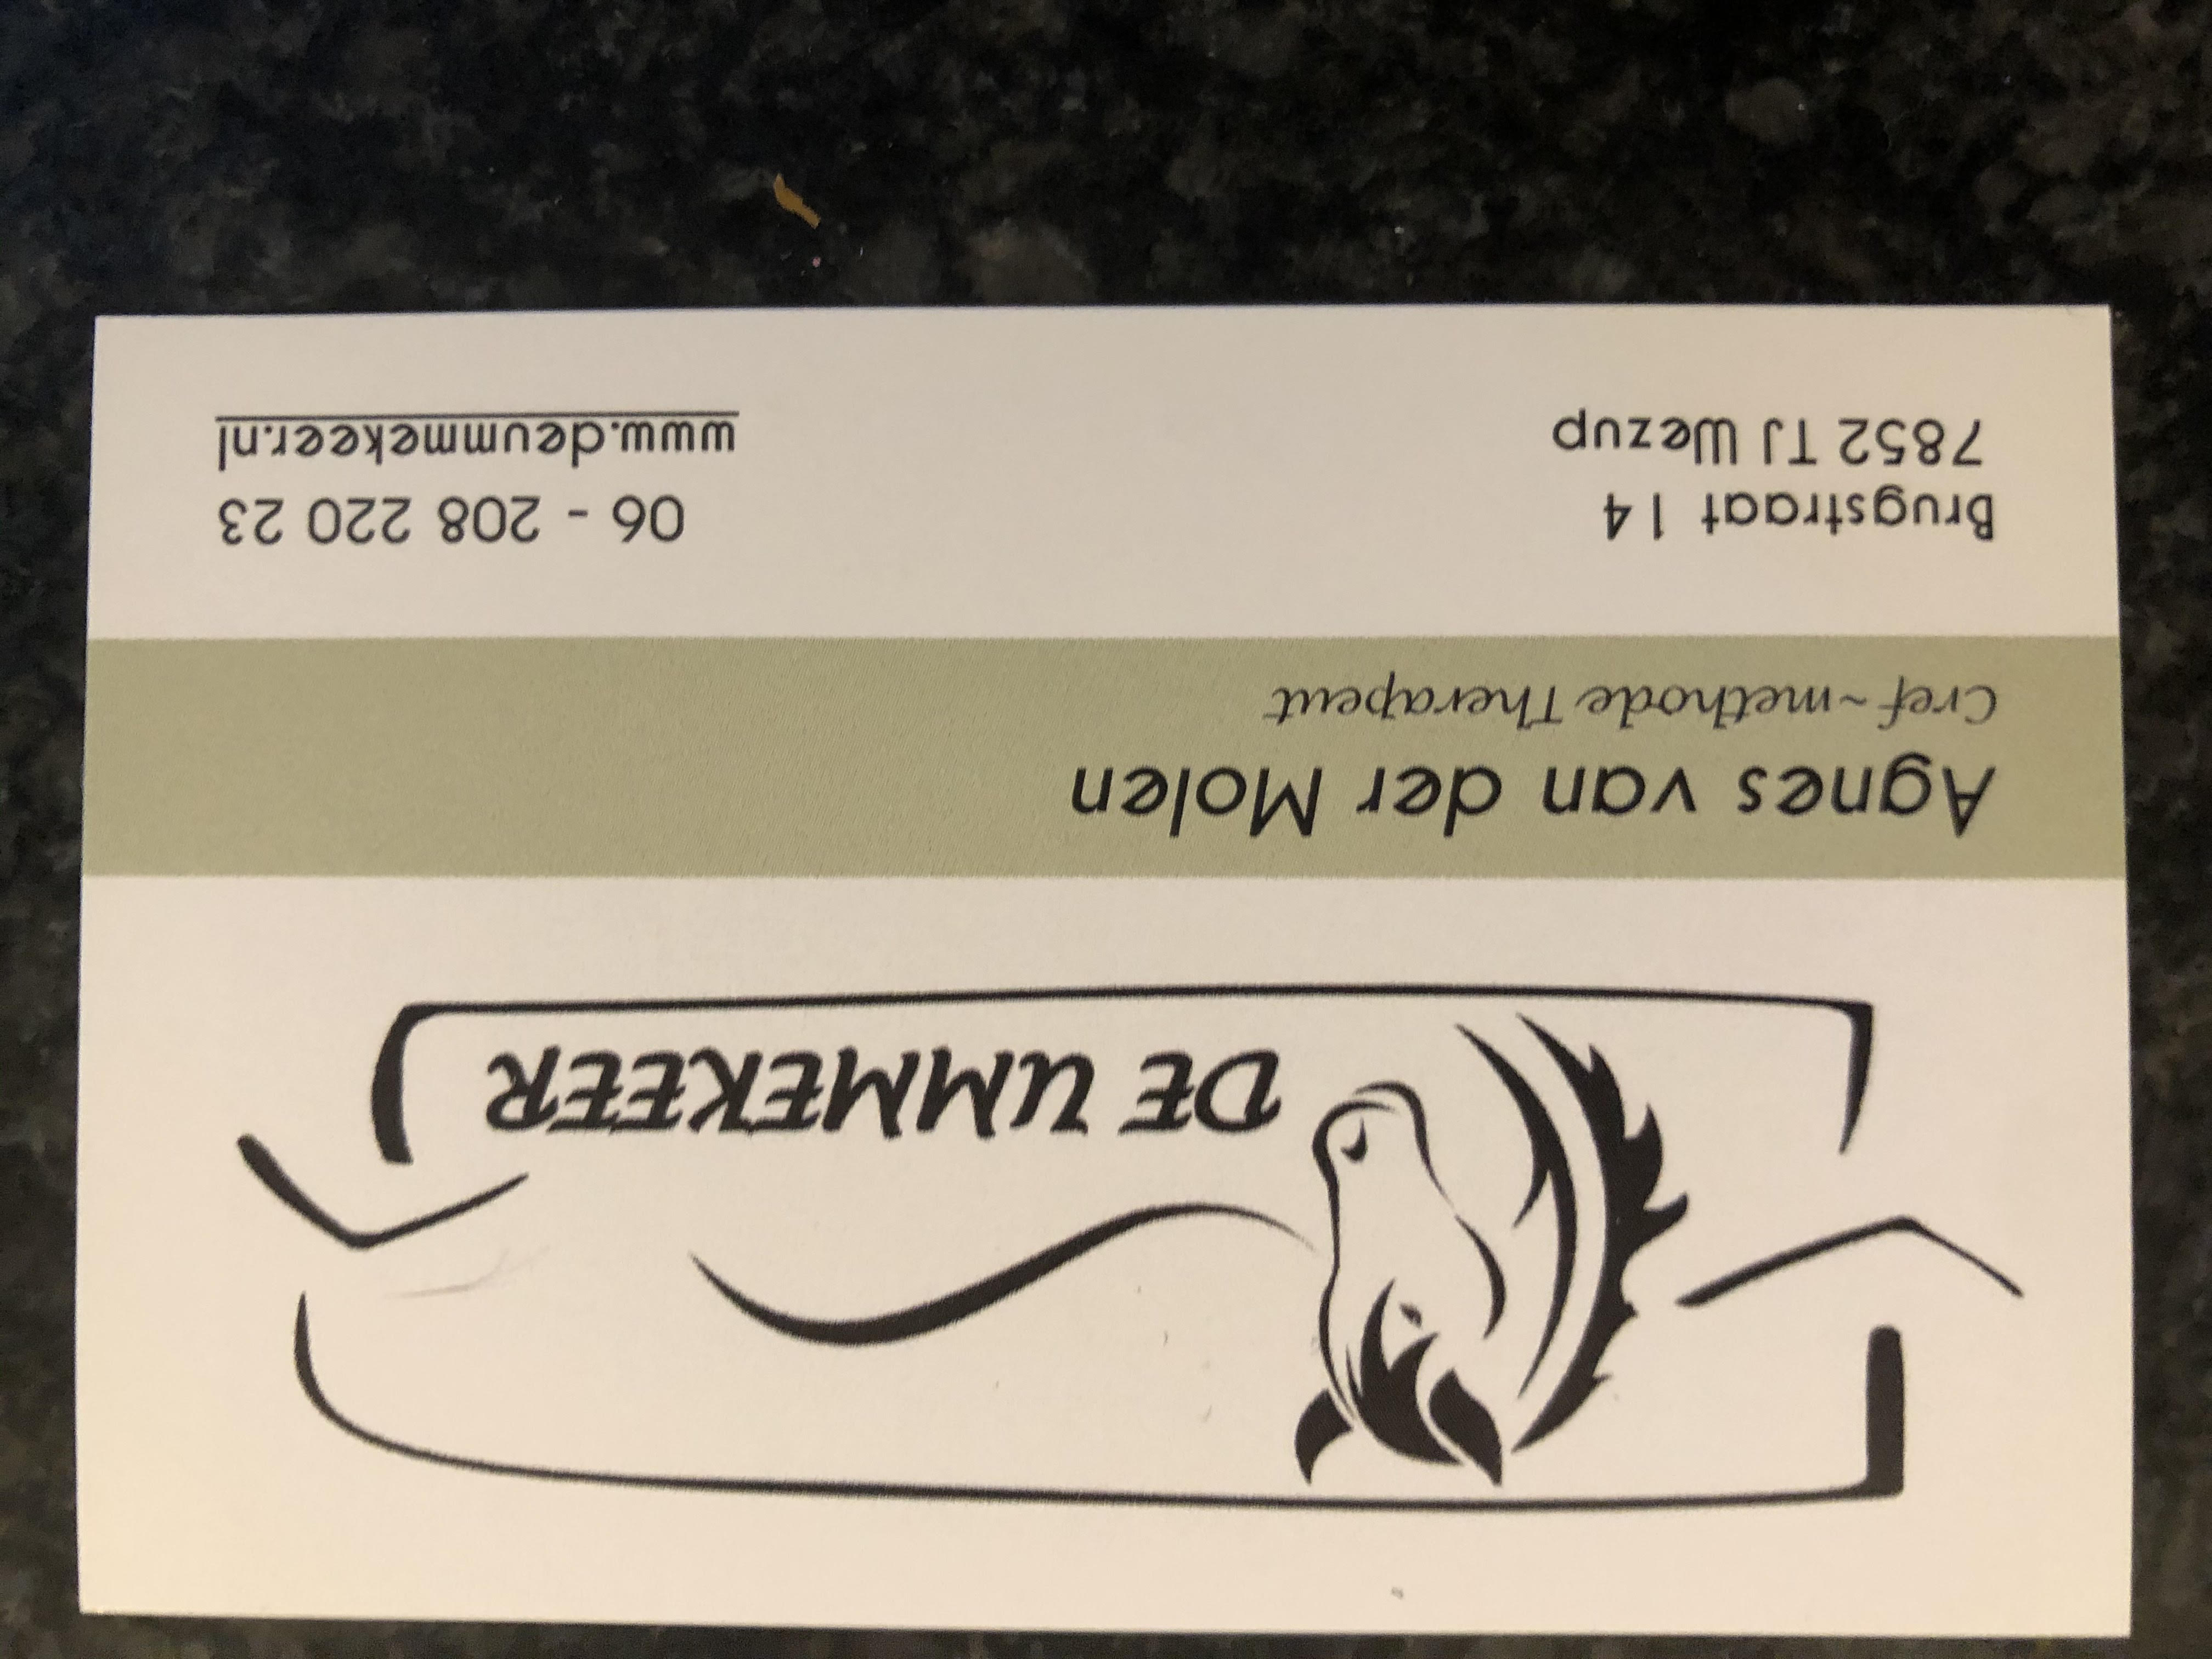 DE UMMEKEER
Agnes van der Molen
Cref~methode Therapeut
Brugstraat 14
7852 TJ Wezup
06 - 208 220 23
www.deummekeer.nl